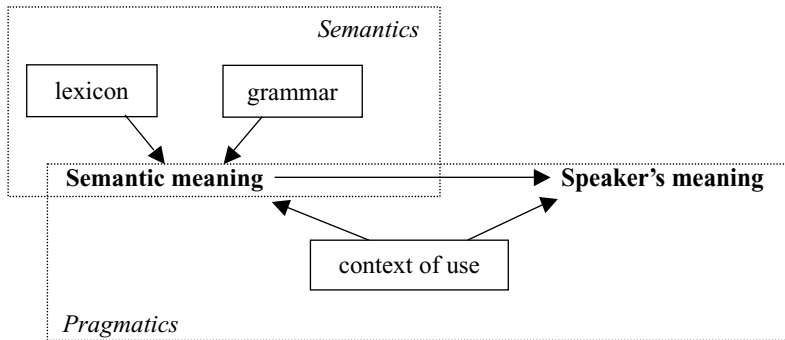 Semantics
lexicon
grammar
Semantic meaning
Speaker’s meaning
context of use
Pragmatics